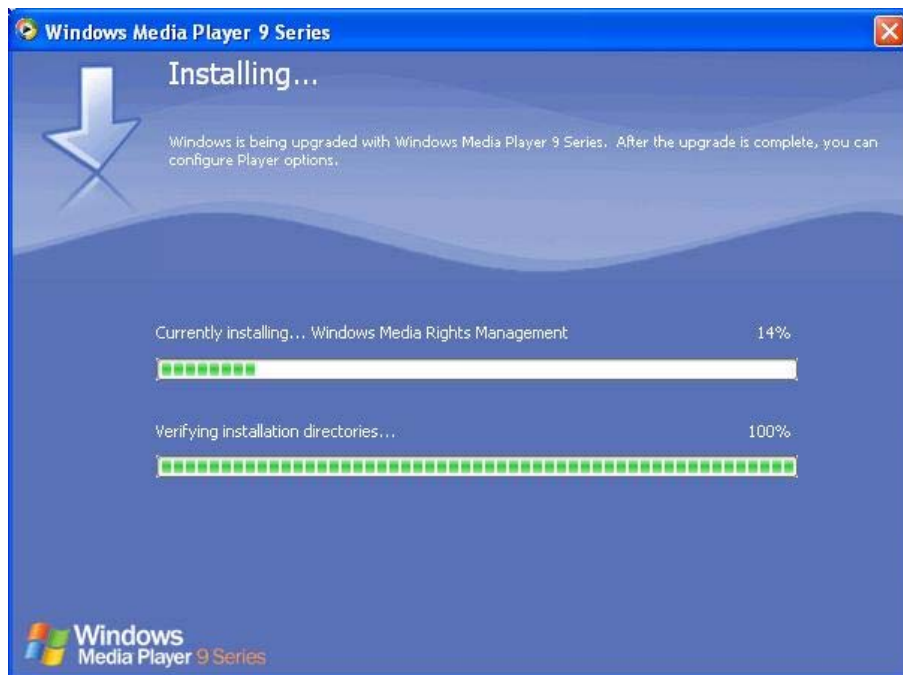 Windows Media Player 9 Series
Installing...
Windows is being upgraded with Windows Media Player 9 Series.  After the upgrade is complete, you can
configure Player options.
Currently installing... Windows Media Rights Management 14%
Verifying installation directories... 100%
Windows
Media Player 9 Series